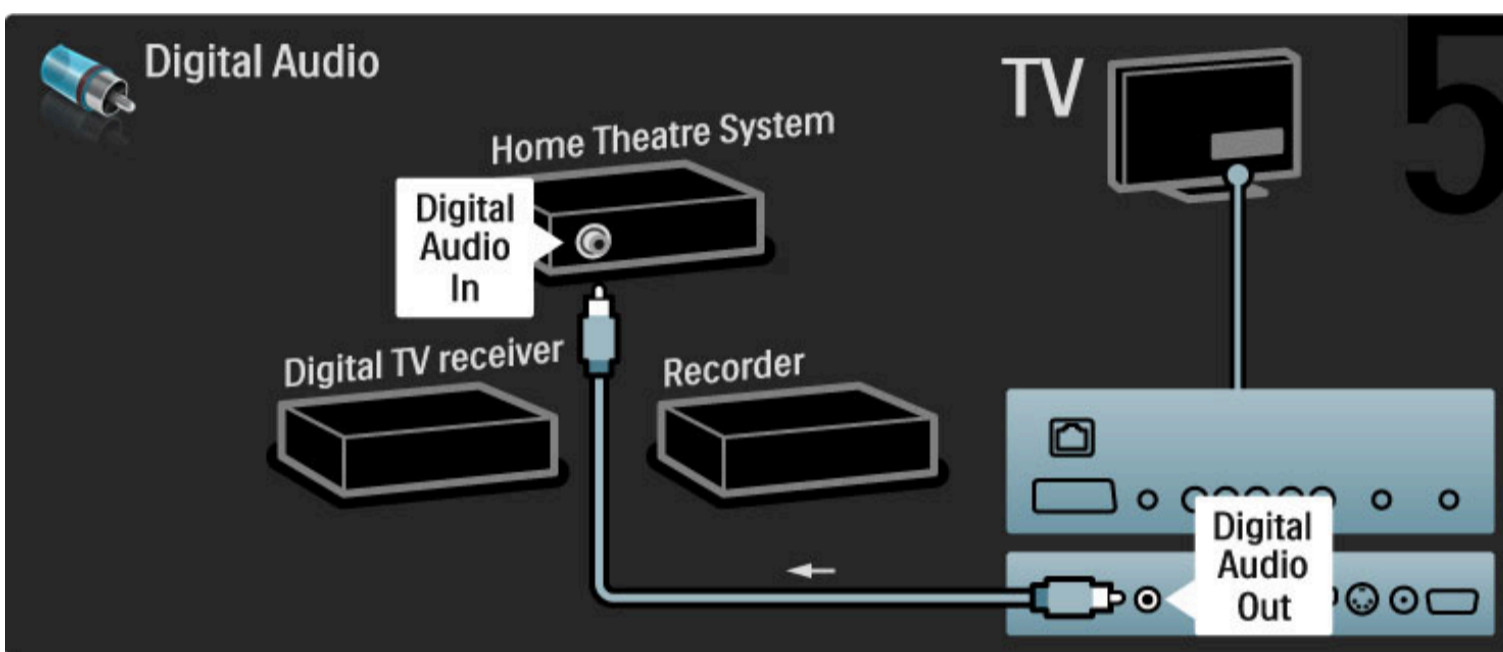 Digital Audio
TV
5
Home Theatre System
Digital
Audio
In
Digital TV receiver
Recorder
Digital
Audio
Out